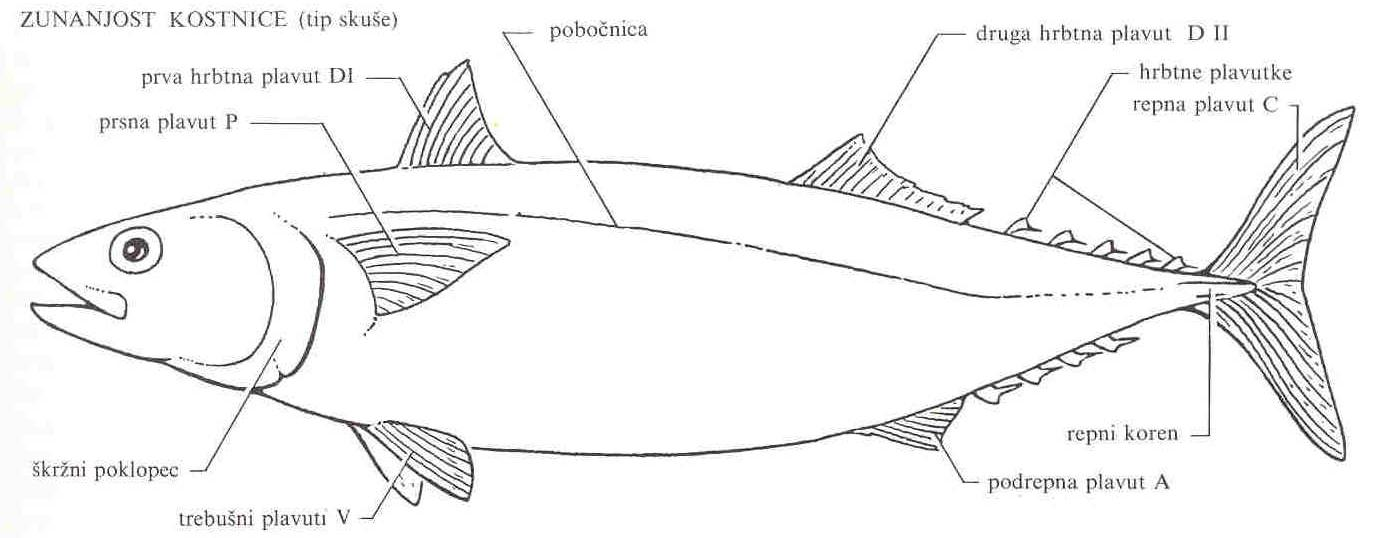 ZUNANJOST KOSTNICE (tip skuše)
pobočnica
druga hrbtna plavut D II
prva hrbtna plavut DI
hrbtne plavutke
repna plavut C
prsna plavut P
repni koren
škržni poklopec
podrepna plavut A
trebušni plavuti V